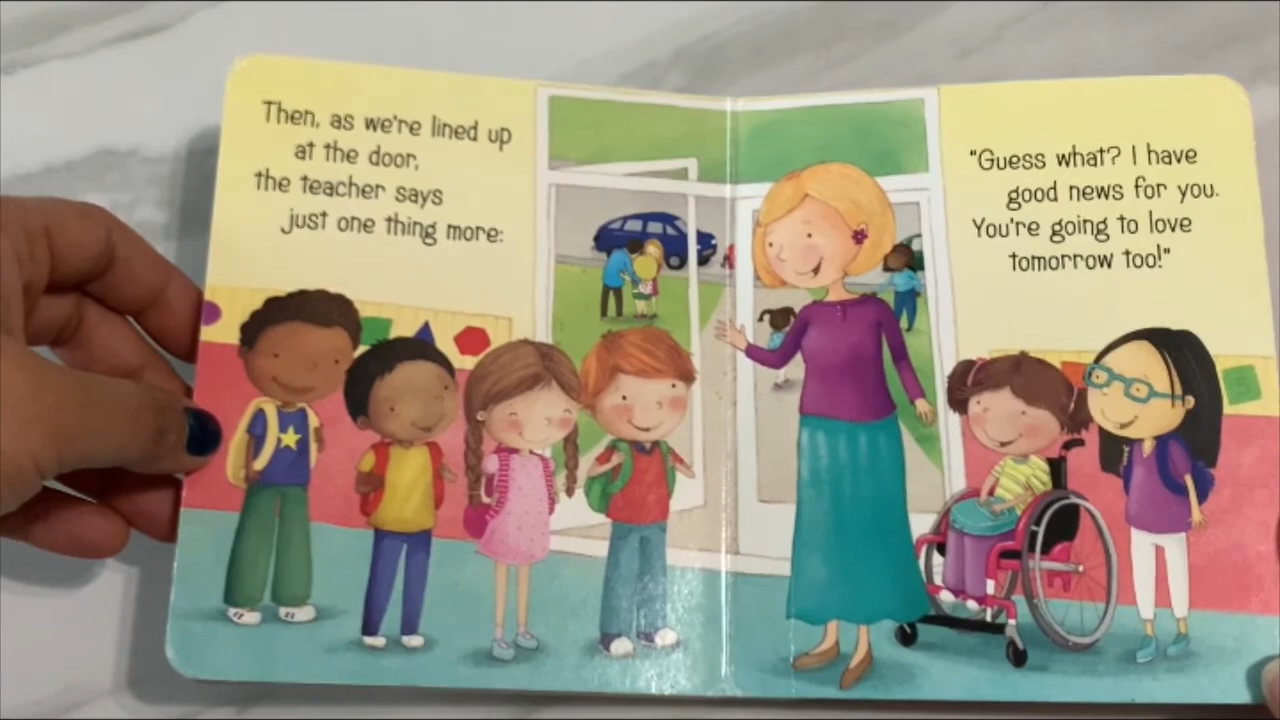 Then, as we're lined up
at the door,
the teacher says
just one thing more:
"Guess what? I have
good news for you.
You're going to love
tomorrow too!"